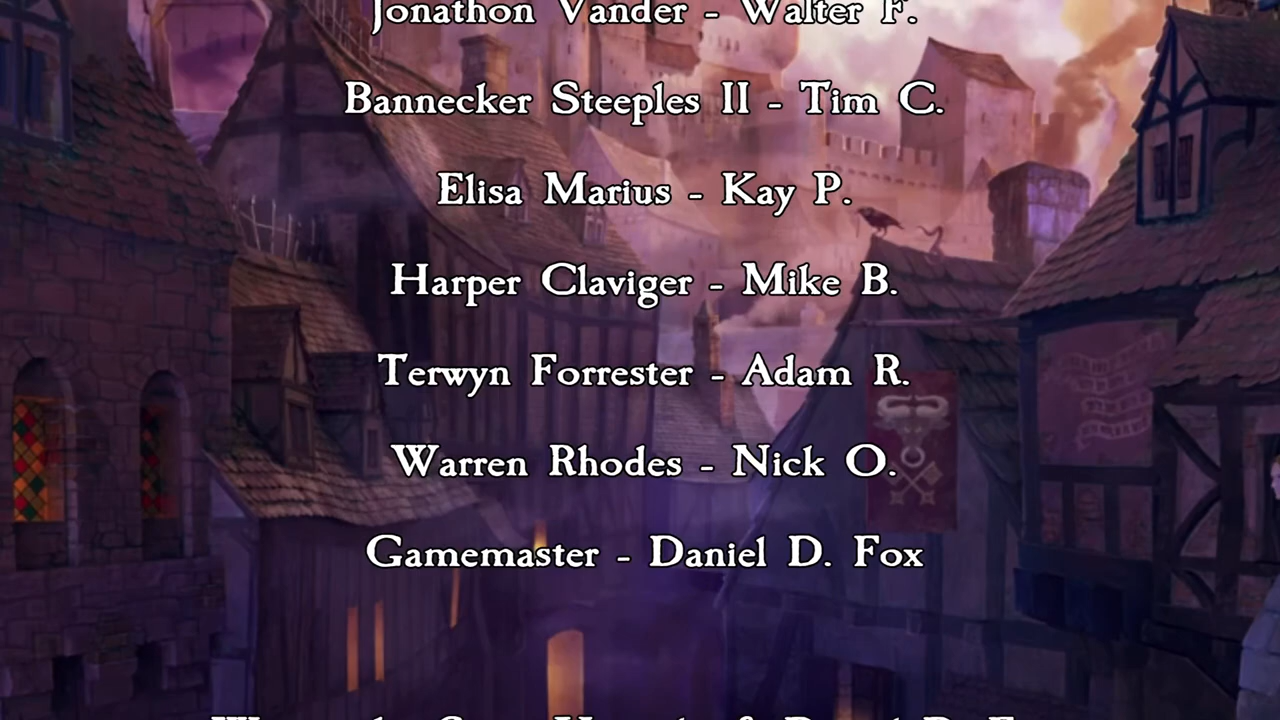 Jonathon Vander - Walter F.
Bannecker Steeples II - Tim C.
Elisa Marius - Kay P.
Harper Claviger - Mike B.
Terwyn Forrester - Adam R.
Warren Rhodes - Nick O.
Gamemaster - Daniel D. Fox